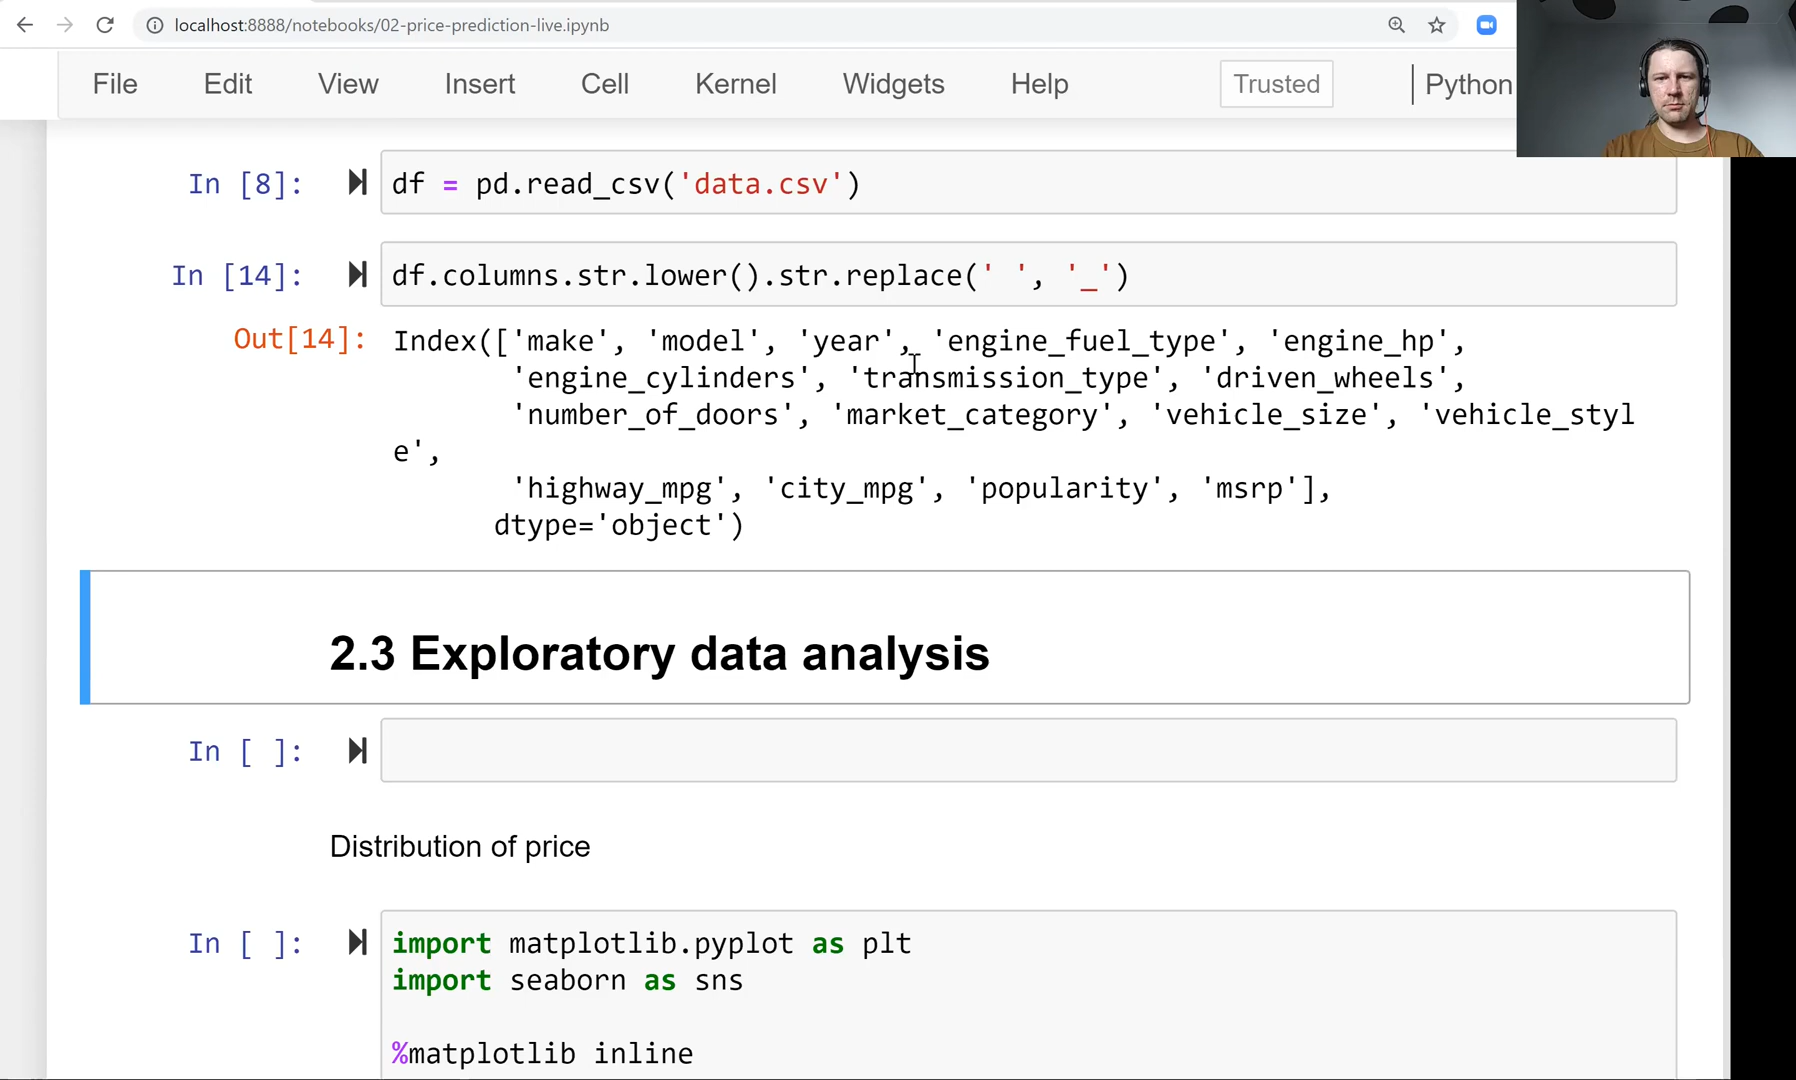 localhost:8888/notebooks/02-price-prediction-live.ipynb
File Edit View Insert Cell Kernel Widgets Help Trusted Python
In [8]: df = pd.read_csv('data.csv')
In [14]: df.columns.str.lower().str.replace(' ', '_')
Out[14]: Index(['make', 'model', 'year', 'engine_fuel_type', 'engine_hp',
'engine_cylinders', 'transmission_type', 'driven_wheels',
'number_of_doors', 'market_category', 'vehicle_size', 'vehicle_styl
e',
'highway_mpg', 'city_mpg', 'popularity', 'msrp'],
dtype='object')
2.3 Exploratory data analysis
In [ ]:
Distribution of price
In [ ]: import matplotlib.pyplot as plt
import seaborn as sns
%matplotlib inline